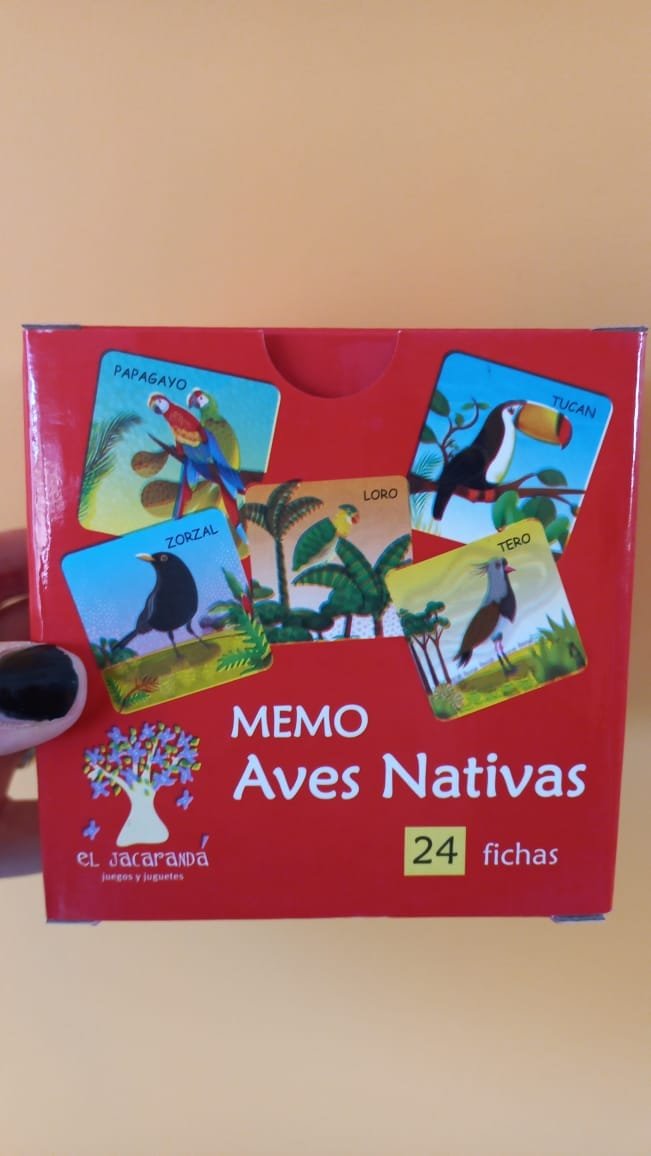 PAPAGAYO
TUCAN
LORO
ZORZAL
TERO
MEMO
Aves Nativas
24 fichas
el JACARANDÁ
juegos y juguetes